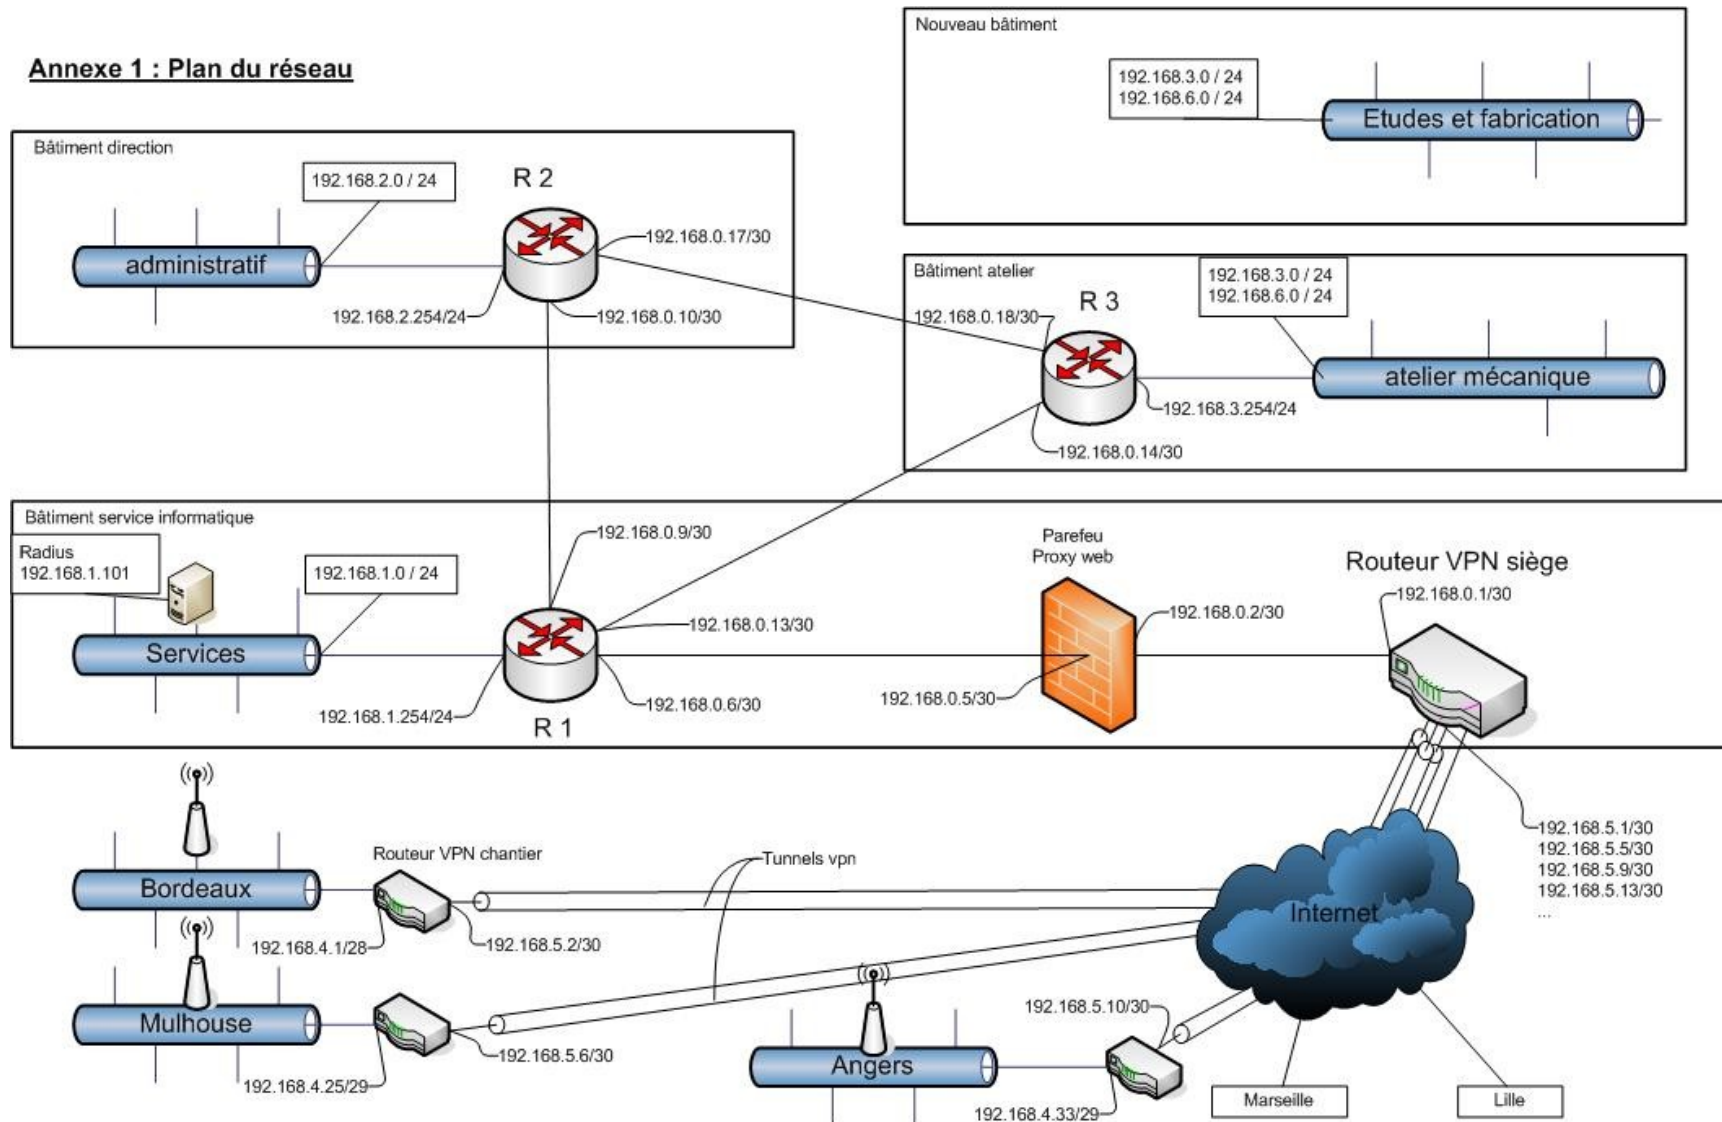 Annexe 1 : Plan du réseau
Nouveau bâtiment
192.168.3.0 / 24
192.168.6.0 / 24
Etudes et fabrication
Bâtiment direction
192.168.2.0 / 24
R 2
192.168.0.17/30
administratif
192.168.2.254/24
192.168.0.10/30
Bâtiment atelier
192.168.3.0 / 24
192.168.6.0 / 24
R 3
192.168.0.18/30
atelier mécanique
192.168.3.254/24
192.168.0.14/30
Bâtiment service informatique
Radius
192.168.1.101
192.168.1.0 / 24
192.168.0.9/30
Parefeu
Proxy web
Routeur VPN siège
192.168.0.1/30
192.168.0.2/30
192.168.0.13/30
Services
192.168.0.5/30
192.168.0.6/30
192.168.1.254/24
R 1
192.168.5.1/30
192.168.5.5/30
192.168.5.9/30
192.168.5.13/30
...
Routeur VPN chantier
Tunnels vpn
Bordeaux
Internet
192.168.4.1/28
192.168.5.2/30
Mulhouse
192.168.5.6/30
192.168.4.25/29
192.168.5.10/30
Angers
192.168.4.33/29
Marseille
Lille